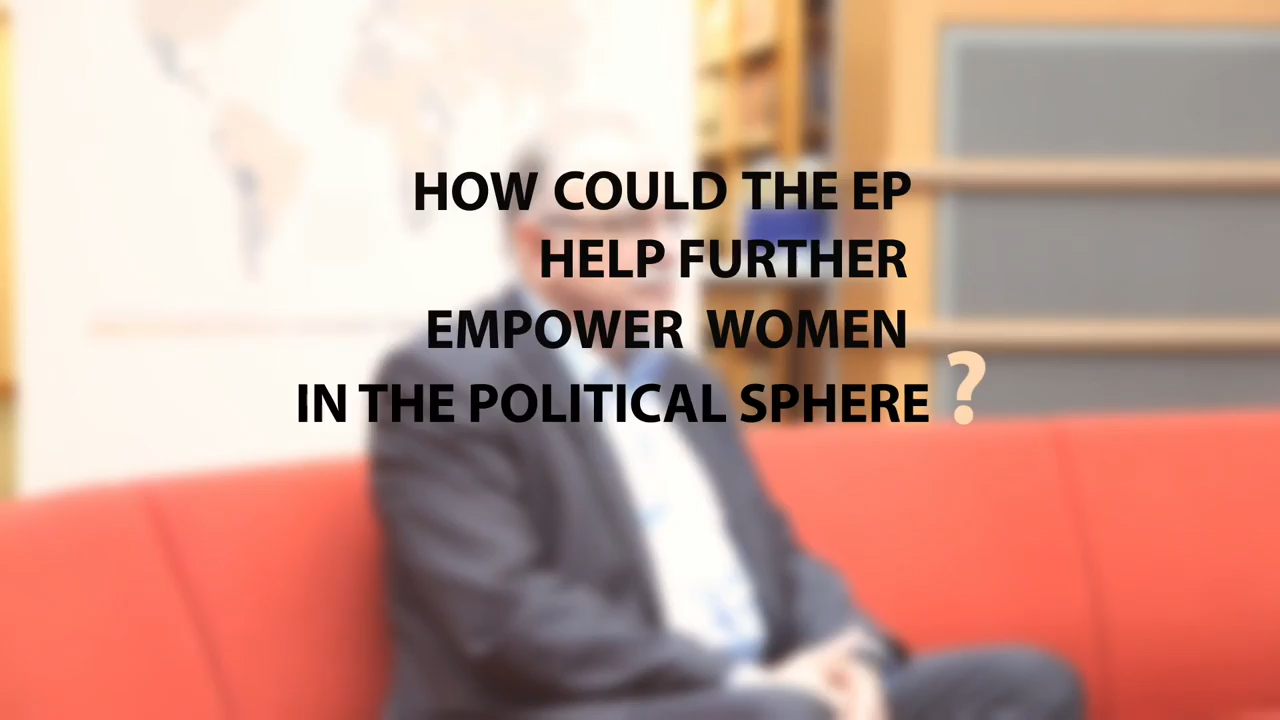 HOW COULD THE EP
HELP FURTHER
EMPOWER WOMEN
IN THE POLITICAL SPHERE ?